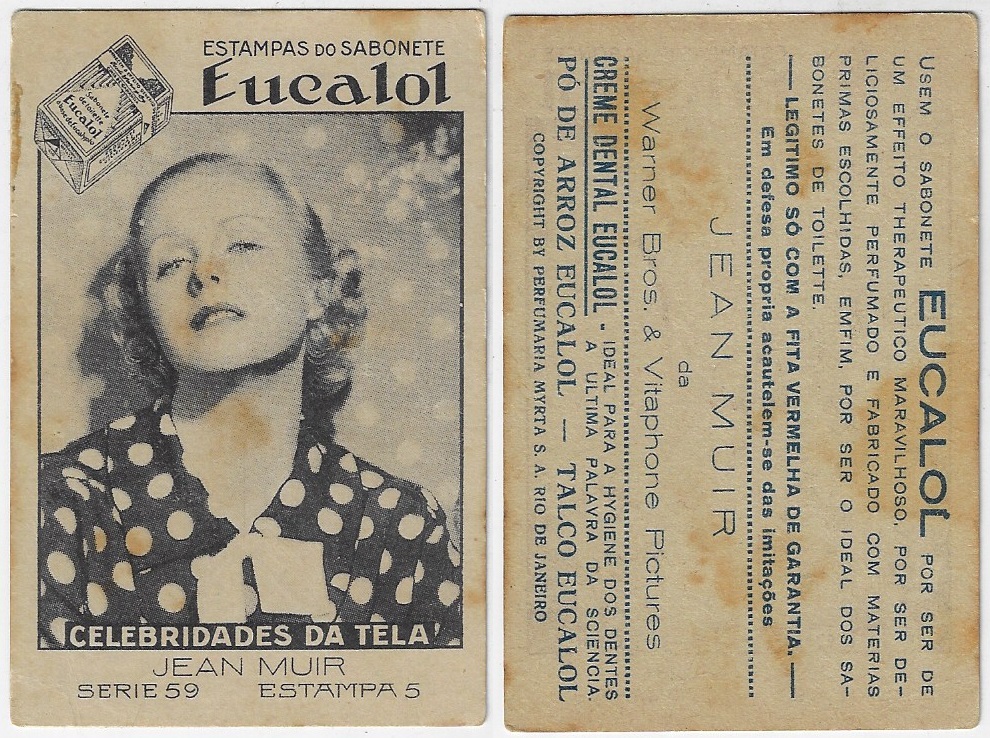 ESTAMPAS DO SABONETE
Eucalol
Sabonete
de toilette
Eucalol
CELEBRIDADES DA TELA
JEAN MUIR
SERIE 59 ESTAMPA 5
USEM O SABONETE EUCALOL POR SER DE
UM EFFEITO THERAPEUTICO MARAVILHOSO, POR SER DE-
LICIOSAMENTE PERFUMADO E FABRICADO COM MATERIAS
PRIMAS ESCOLHIDAS, EMFIM, POR SER O IDEAL DOS SA-
BONETES DE TOILETTE.
— LEGITIMO SÓ COM A FITA VERMELHA DE GARANTIA. —
Em defesa propria acautelem-se das imitações
JEAN MUIR
da
Warner Bros. & Vitaphone Pictures
CREME DENTAL EUCALOL - IDEAL PARA A HYGIENE DOS DENTES
A ULTIMA PALAVRA DA SCIENCIA.
PÓ DE ARROZ EUCALOL — TALCO EUCALOL
COPYRIGHT BY PERFUMARIA MYRTA S. A. RIO DE JANEIRO